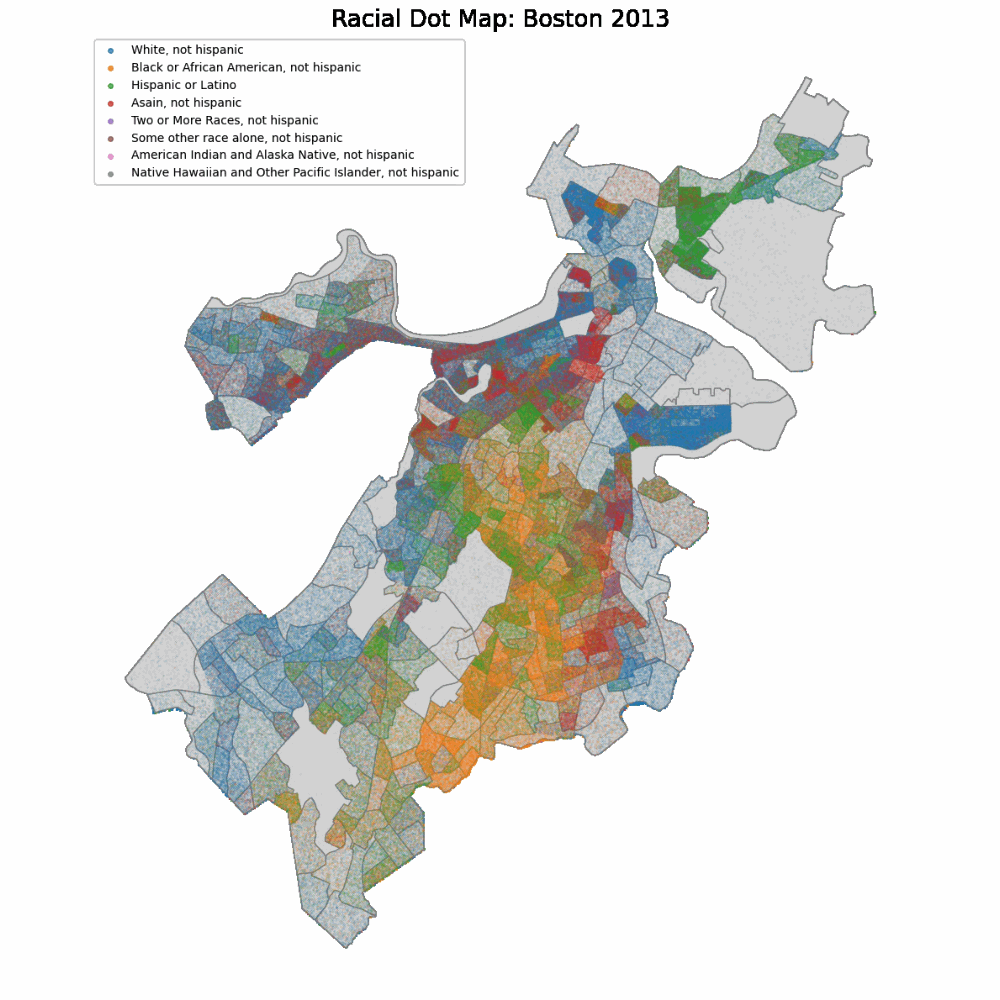 Racial Dot Map: Boston 2013
White, not hispanic
Black or African American, not hispanic
Hispanic or Latino
Asain, not hispanic
Two or More Races, not hispanic
Some other race alone, not hispanic
American Indian and Alaska Native, not hispanic
Native Hawaiian and Other Pacific Islander, not hispanic